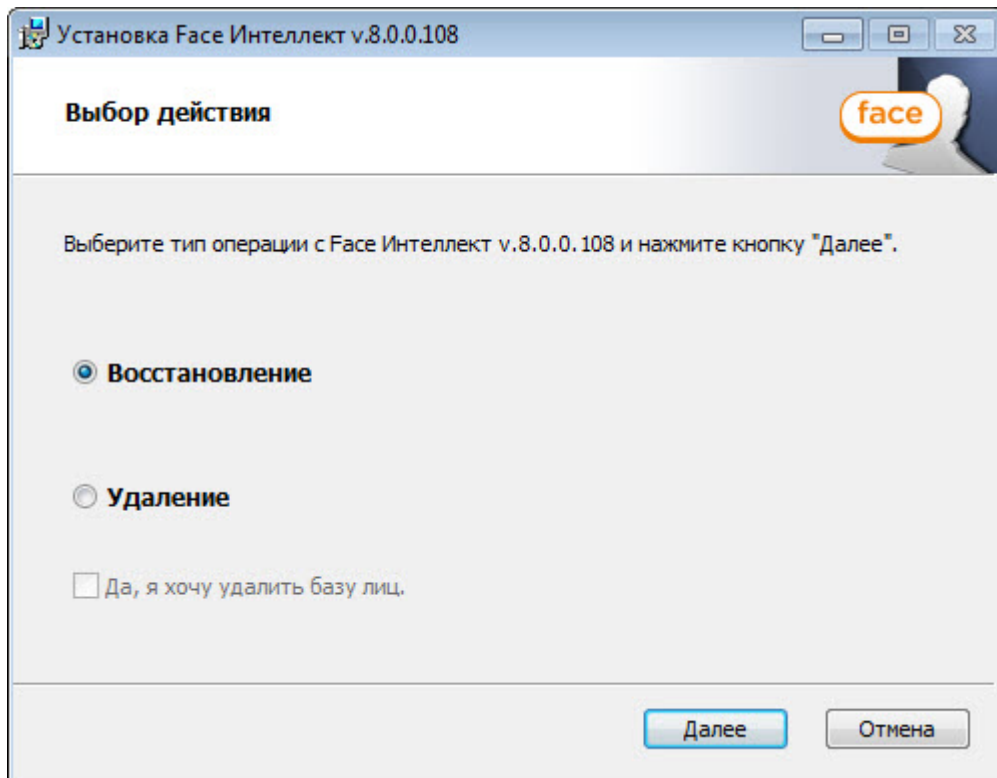 Установка Face Интеллект v.8.0.0.108
Выбор действия
face
Выберите тип операции с Face Интеллект v.8.0.0.108 и нажмите кнопку "Далее".
Восстановление
Удаление
Да, я хочу удалить базу лиц.
Далее
Отмена